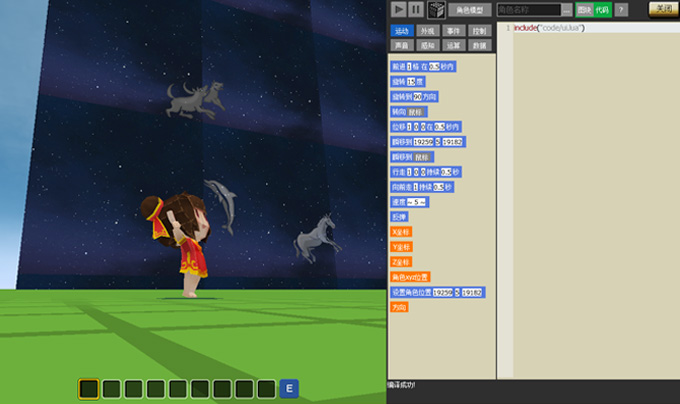 角色模型 角色名称 ... 图块 代码 ? 关闭
运动 外观 事件 控制
声音 感知 运算 数据
1 include("code/ui.lua")
前进 1 格 在 0.5 秒内
旋转 15 度
旋转到 90 方向
转向 鼠标
位移 1 0 0 在 0.5 秒内
瞬移到 19259 5 19182
瞬移到 鼠标
行走 1 0 0 持续 0.5 秒
向前走 1 持续 0.5 秒
速度 ~ 5 ~
反弹
X坐标
Y坐标
Z坐标
角色xyz位置
设置角色位置 19259 5 19182
方向
E
编译成功!